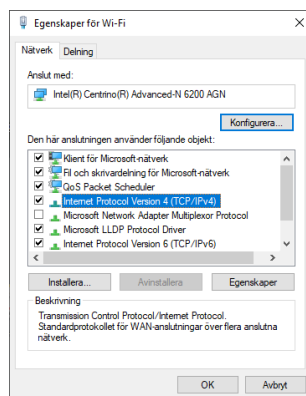 Egenskaper för Wi-Fi
Nätverk Delning
Anslut med:
Intel(R) Centrino(R) Advanced-N 6200 AGN
Konfigurera...
Den här anslutningen använder följande objekt:
Klient för Microsoft-nätverk
Fil och skrivardelning för Microsoft-nätverk
QoS Packet Scheduler
Internet Protocol Version 4 (TCP/IPv4)
Microsoft Network Adapter Multiplexor Protocol
Microsoft LLDP Protocol Driver
Internet Protocol Version 6 (TCP/IPv6)
Installera... Avinstallera Egenskaper
Beskrivning
Transmission Control Protocol/Internet Protocol.
Standardprotokollet för WAN-anslutningar över flera anslutna
nätverk.
OK Avbryt